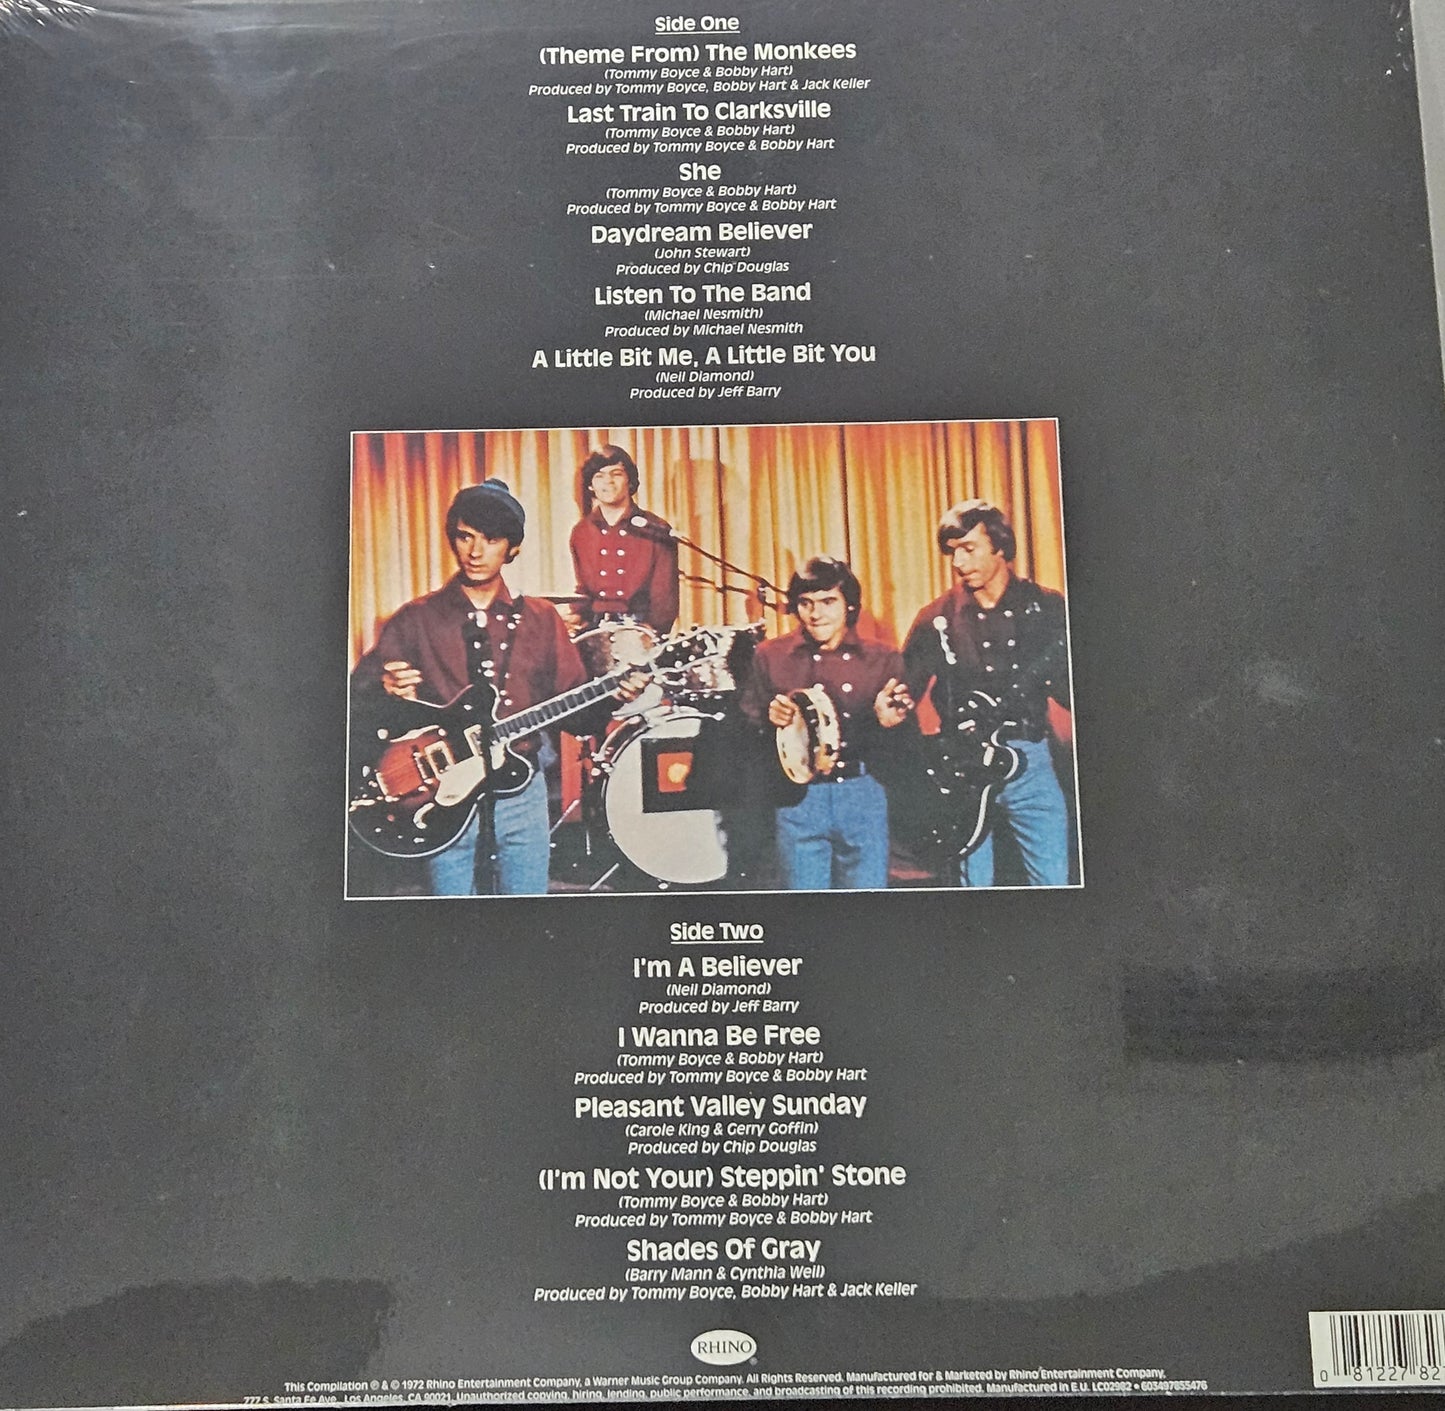 Side One
(Theme From) The Monkees
(Tommy Boyce & Bobby Hart)
Produced by Tommy Boyce, Bobby Hart & Jack Keller
Last Train To Clarksville
(Tommy Boyce & Bobby Hart)
Produced by Tommy Boyce & Bobby Hart
She
(Tommy Boyce & Bobby Hart)
Produced by Tommy Boyce & Bobby Hart
Daydream Believer
(John Stewart)
Produced by Chip Douglas
Listen To The Band
(Michael Nesmith)
Produced by Michael Nesmith
A Little Bit Me, A Little Bit You
(Neil Diamond)
Produced by Jeff Barry
Side Two
I'm A Believer
(Neil Diamond)
Produced by Jeff Barry
I Wanna Be Free
(Tommy Boyce & Bobby Hart)
Produced by Tommy Boyce & Bobby Hart
Pleasant Valley Sunday
(Carole King & Gerry Goffin)
Produced by Chip Douglas
(I'm Not Your) Steppin' Stone
(Tommy Boyce & Bobby Hart)
Produced by Tommy Boyce & Bobby Hart
Shades Of Gray
(Barry Mann & Cynthia Weil)
Produced by Tommy Boyce, Bobby Hart & Jack Keller
RHINO
This Compilation ℗ & © 1972 Rhino Entertainment Company, a Warner Music Group Company. All Rights Reserved. Manufactured for & Marketed by Rhino Entertainment Company,
777 S. Santa Fe Ave., Los Angeles, CA 90021. Unauthorized copying, hiring, lending, public performance, and broadcasting of this recording prohibited. Manufactured in E.U. LC02982 • 603497855476
0 81227 82